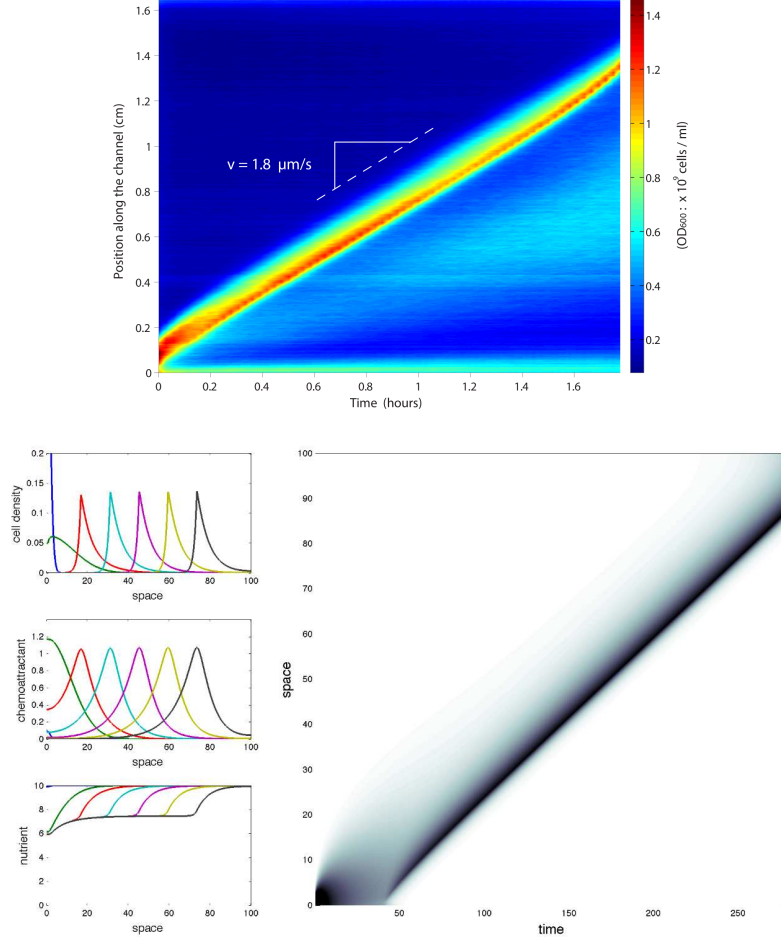 1.6
1.4
1.2
1
0.8
0.6
0.4
0.2
0
Position along the channel (cm)
v = 1.8 μm/s
0 0.2 0.4 0.6 0.8 1 1.2 1.4 1.6
Time (hours)
1.4
1.2
1
0.8
0.6
0.4
0.2
(OD600 : x 10⁹ cells / ml)
0.2
0.15
0.1
0.05
0
cell density
0 20 40 60 80 100
space
1.2
1
0.8
0.6
0.4
0.2
0
chemoattractant
0 20 40 60 80 100
space
10
8
6
4
2
0
nutrient
0 20 40 60 80 100
space
100
90
80
70
60
50
40
30
20
10
0
space
50 100 150 200 250
time